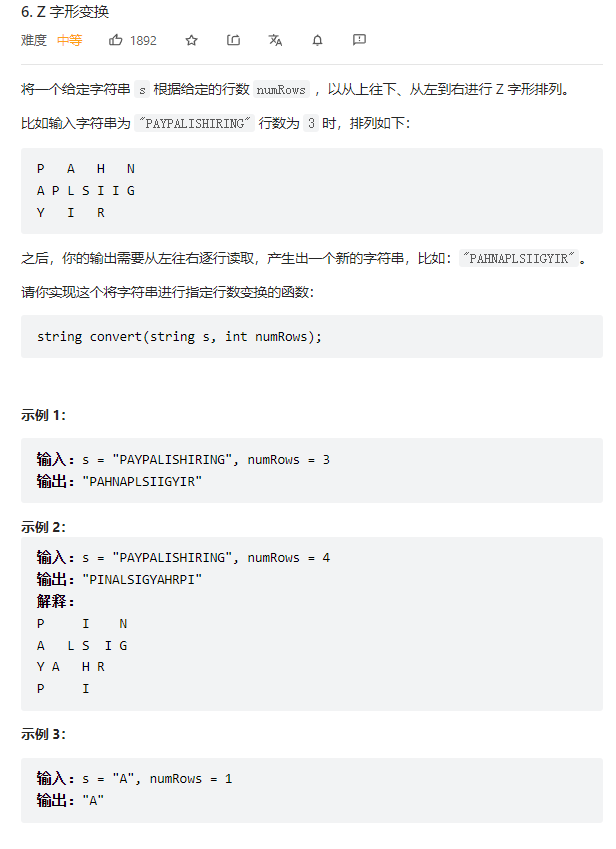 6. Z 字形变换
难度 中等 1892
将一个给定字符串 s 根据给定的行数 numRows ，以从上往下、从左到右进行 Z 字形排列。
比如输入字符串为 "PAYPALISHIRING" 行数为 3 时，排列如下：
P   A   H   N
A P L S I I G
Y   I   R
之后，你的输出需要从左往右逐行读取，产生出一个新的字符串，比如："PAHNAPLSIIGYIR"。
请你实现这个将字符串进行指定行数变换的函数：
string convert(string s, int numRows);
示例 1：
输入：s = "PAYPALISHIRING", numRows = 3
输出："PAHNAPLSIIGYIR"
示例 2：
输入：s = "PAYPALISHIRING", numRows = 4
输出："PINALSIGYAHRPI"
解释：
P     I    N
A   L S  I G
Y A   H R
P     I
示例 3：
输入：s = "A", numRows = 1
输出："A"